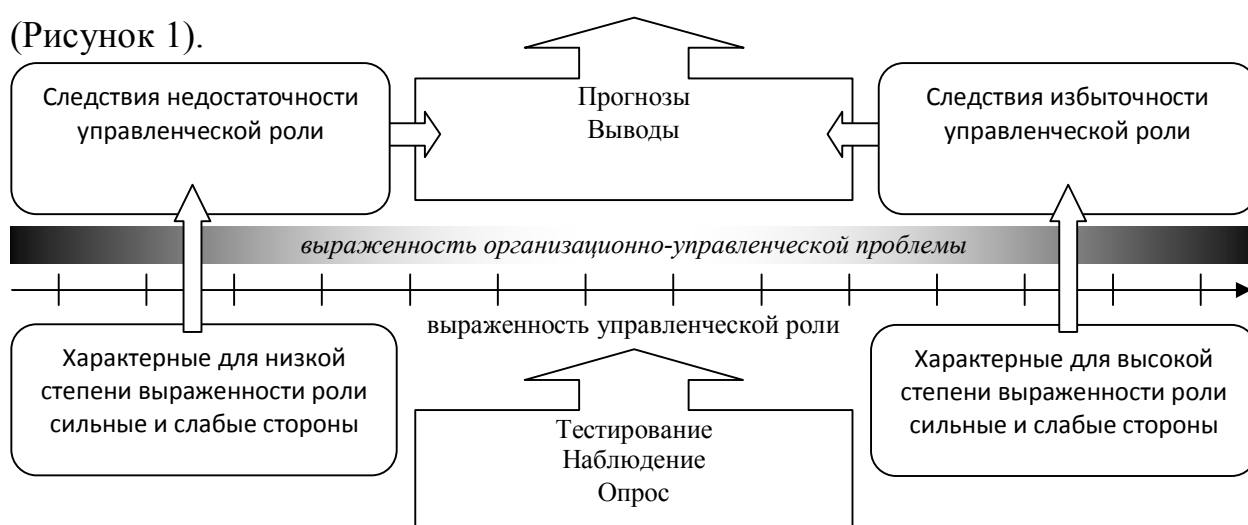 (Рисунок 1).
Следствия недостаточности
управленческой роли
Прогнозы
Выводы
Следствия избыточности
управленческой роли
выраженность организационно-управленческой проблемы
выраженность управленческой роли
Характерные для низкой
степени выраженности роли
сильные и слабые стороны
Тестирование
Наблюдение
Опрос
Характерные для высокой
степени выраженности роли
сильные и слабые стороны